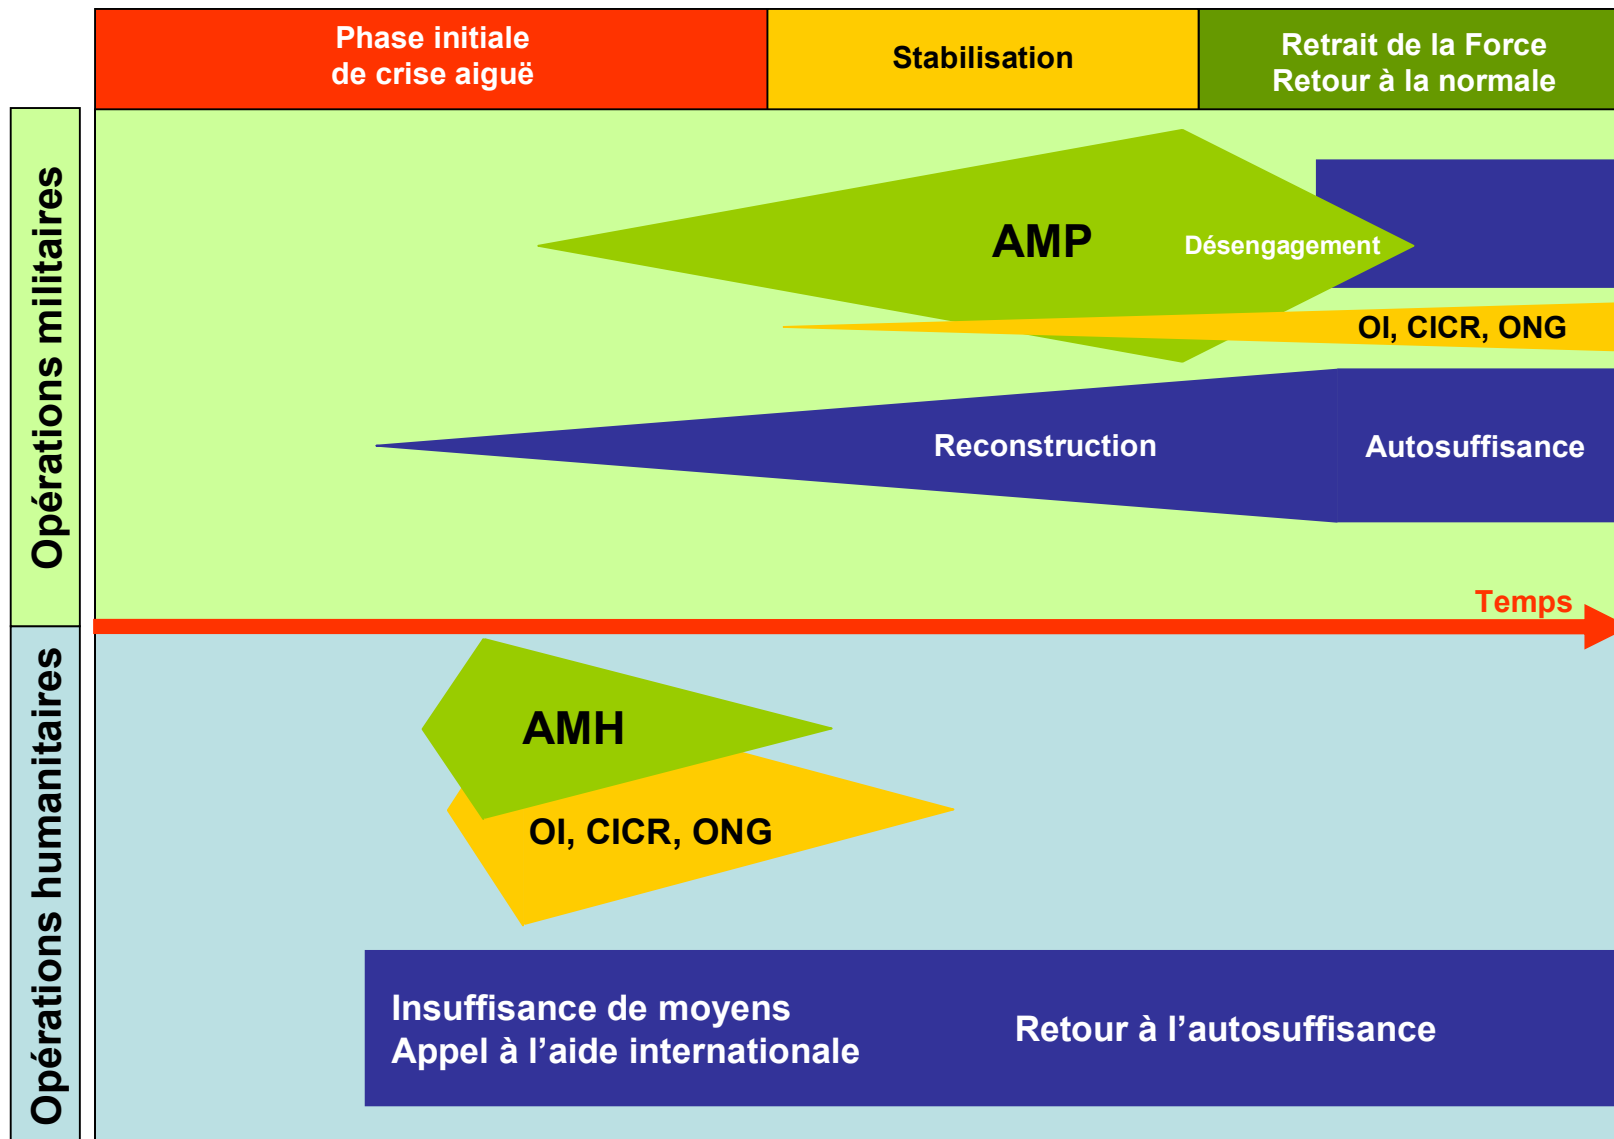 Phase initiale
de crise aiguë
Stabilisation
Retrait de la Force
Retour à la normale
Opérations militaires
AMP
Désengagement
OI, CICR, ONG
Reconstruction
Autosuffisance
Temps
Opérations humanitaires
AMH
OI, CICR, ONG
Insuffisance de moyens
Appel à l’aide internationale
Retour à l’autosuffisance